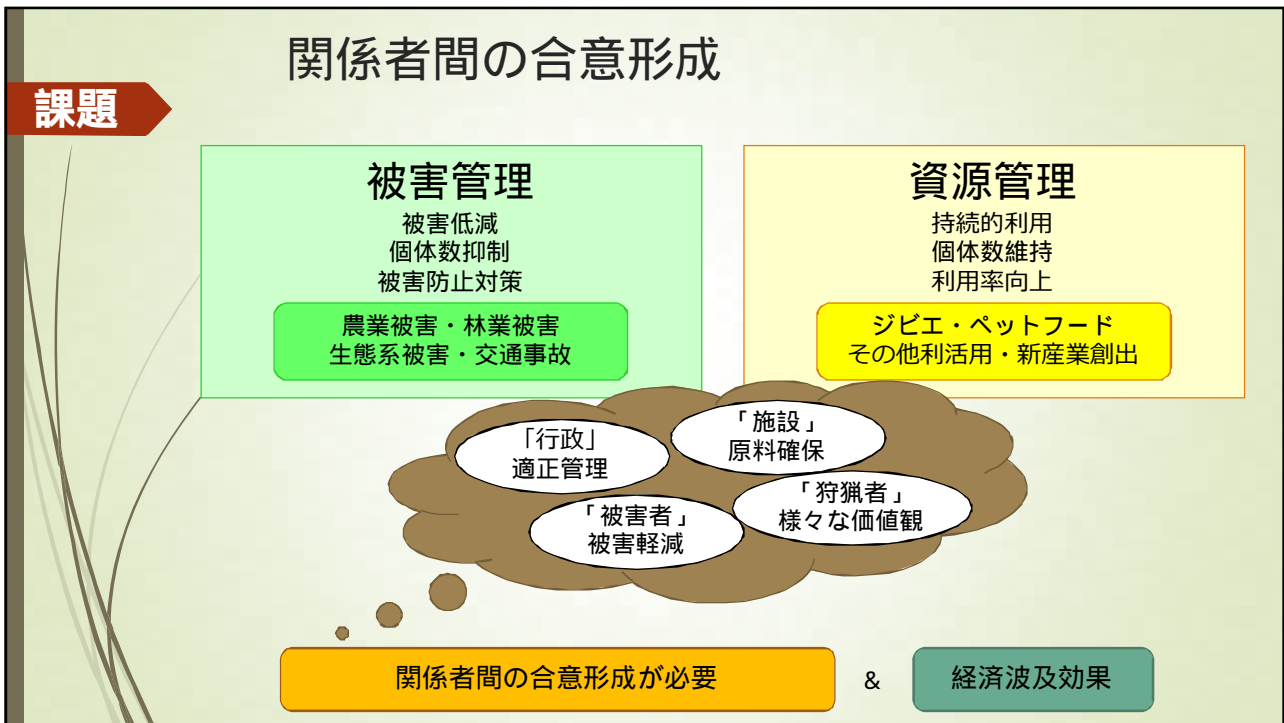 関係者間の合意形成
課題
被害管理
被害低減
個体数抑制
被害防止対策
農業被害・林業被害
生態系被害・交通事故
資源管理
持続的利用
個体数維持
利用率向上
ジビエ・ペットフード
その他利活用・新産業創出
「行政」
適正管理
「施設」
原料確保
「被害者」
被害軽減
「狩猟者」
様々な価値観
関係者間の合意形成が必要
&
経済波及効果